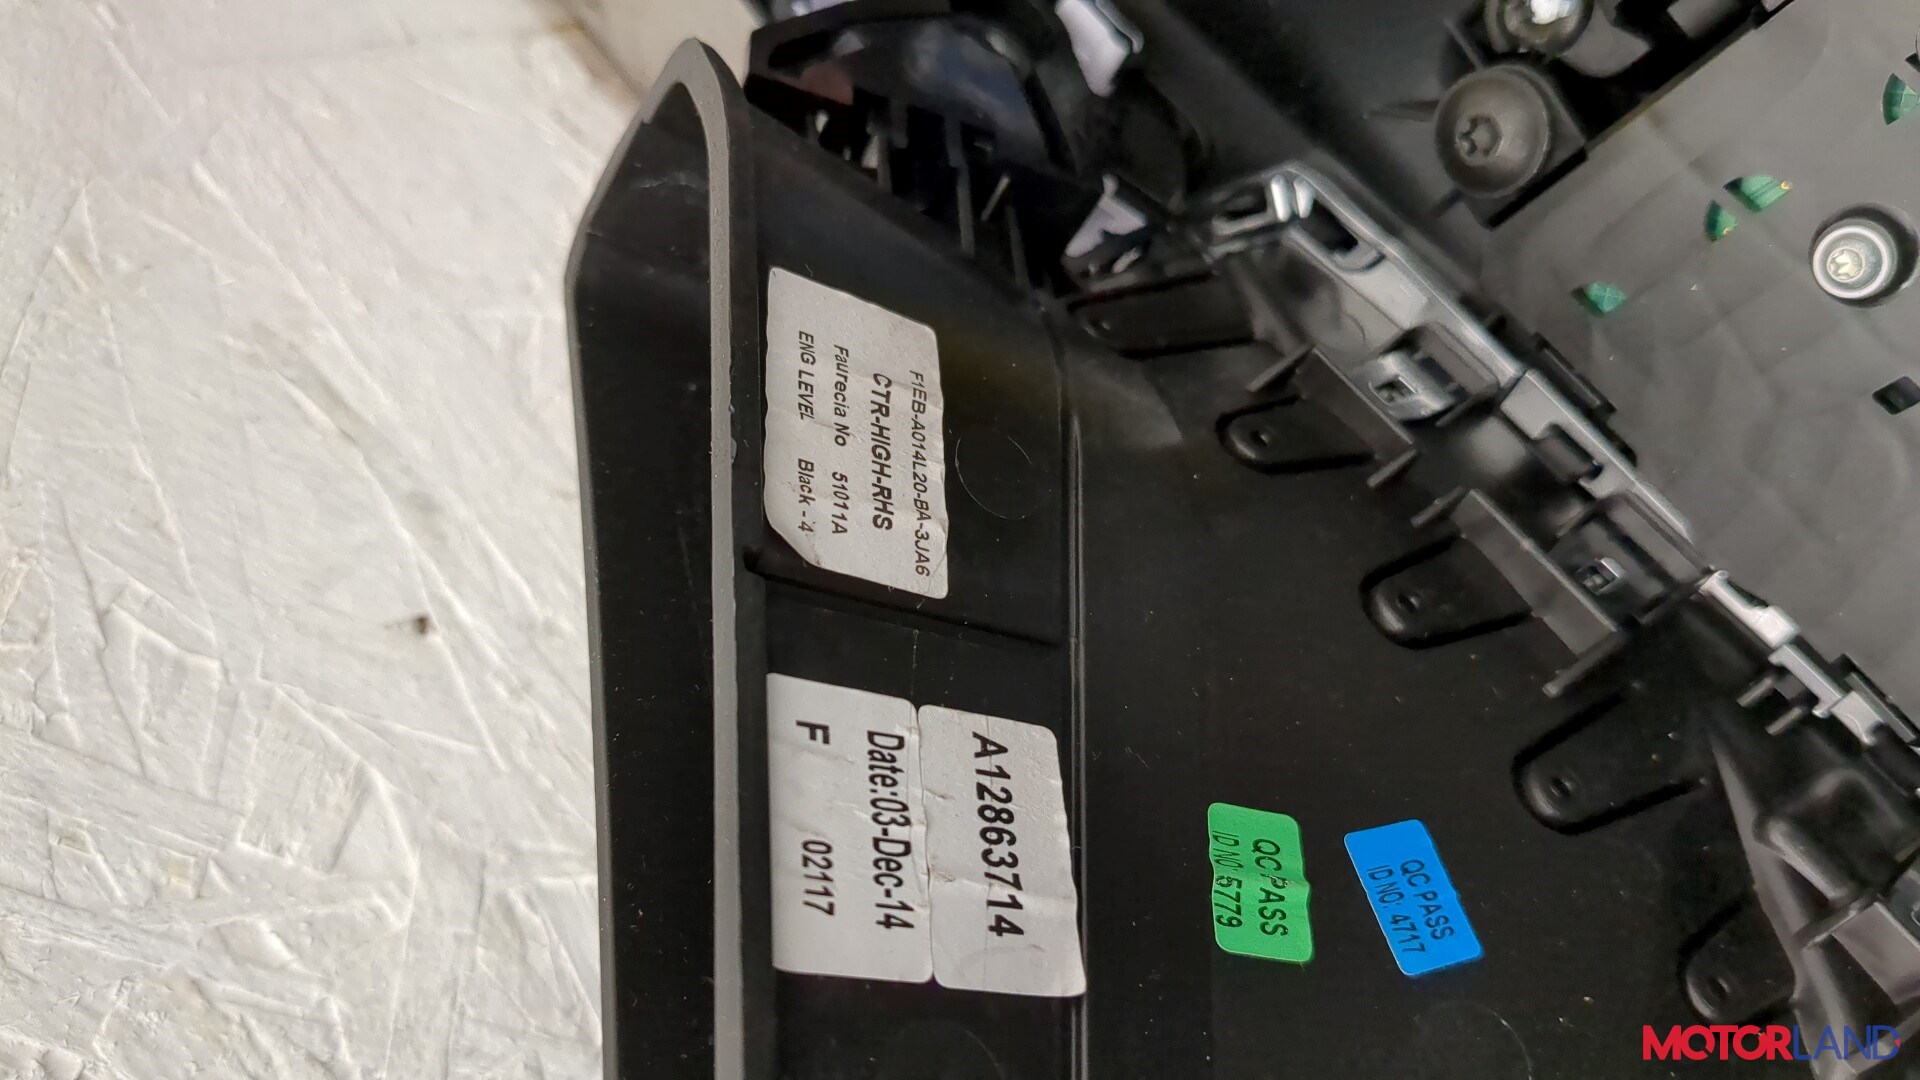 F1EB-A014L20-BA-3JA6
CTR-HIGH-RHS
Faurecia No 51011A
ENG LEVEL Black - 4
A12863714
Date:03-Dec-14
F 02117
QC PASS
ID NO: 5779
QC PASS
ID NO: 4717
MOTORLAND